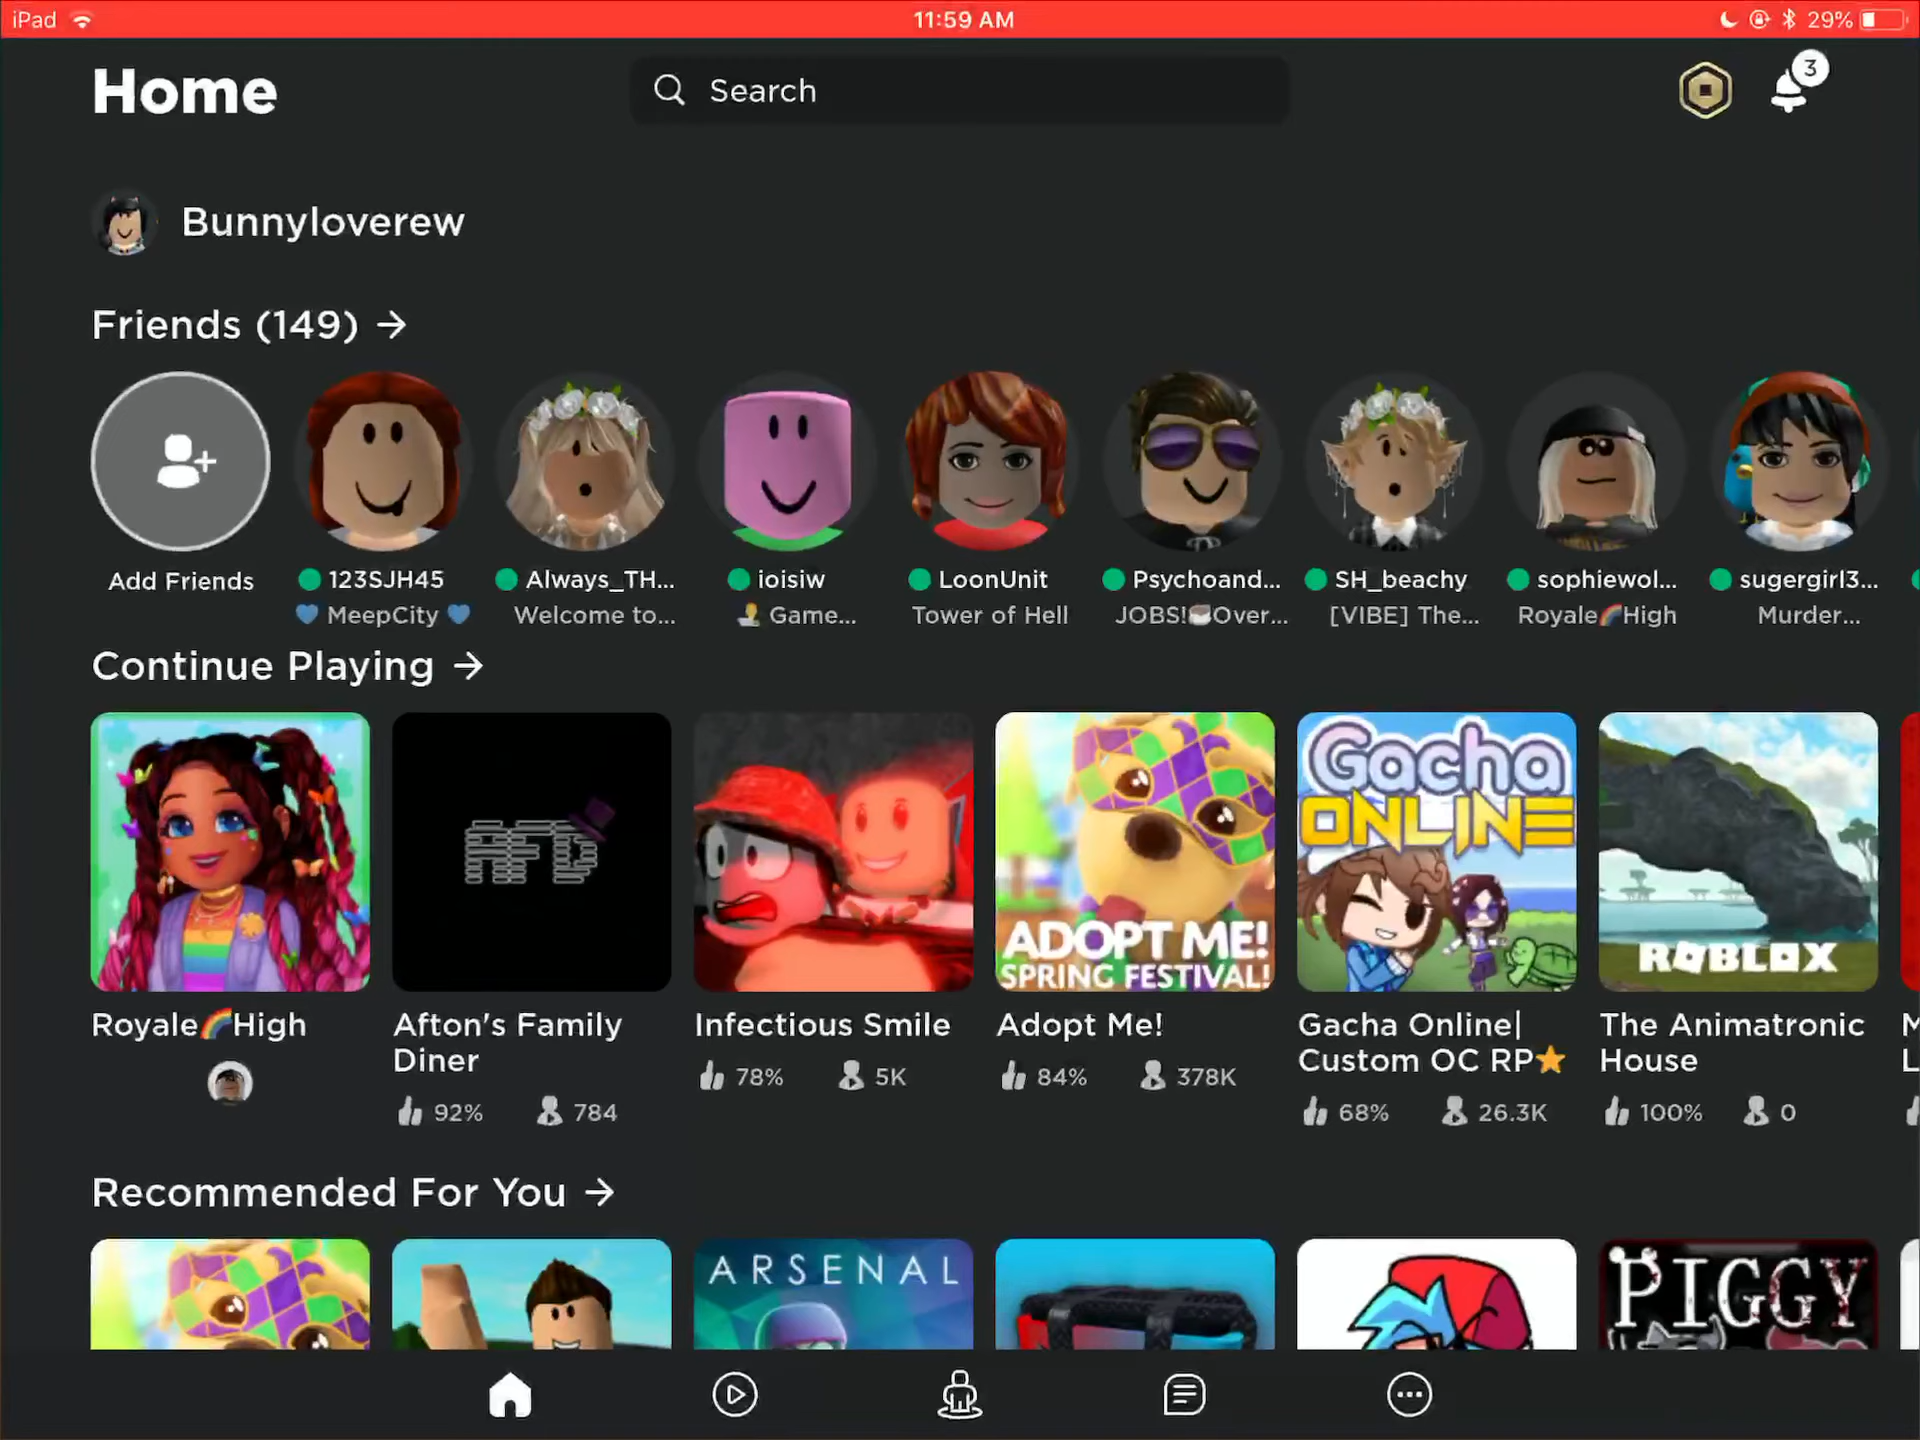 iPad 11:59 AM 29%
Home Search 3
Bunnyloverew
Friends (149) →
Add Friends 123SJH45 Always_TH... ioisiw LoonUnit Psychoand... SH_beachy sophiewol... sugergirl3...
💙 MeepCity 💙 Welcome to... Game... Tower of Hell JOBS!☕Over... [VIBE] The... Royale🌈High Murder...
Continue Playing →
Gacha
ONLINE
ADOPT ME!
SPRING FESTIVAL!
ROBLOX
Royale🌈High Afton's Family Infectious Smile Adopt Me! Gacha Online| The Animatronic
Diner Custom OC RP⭐ House
78% 5K 84% 378K
92% 784 68% 26.3K 100% 0
Recommended For You →
ARSENAL
PIGGY